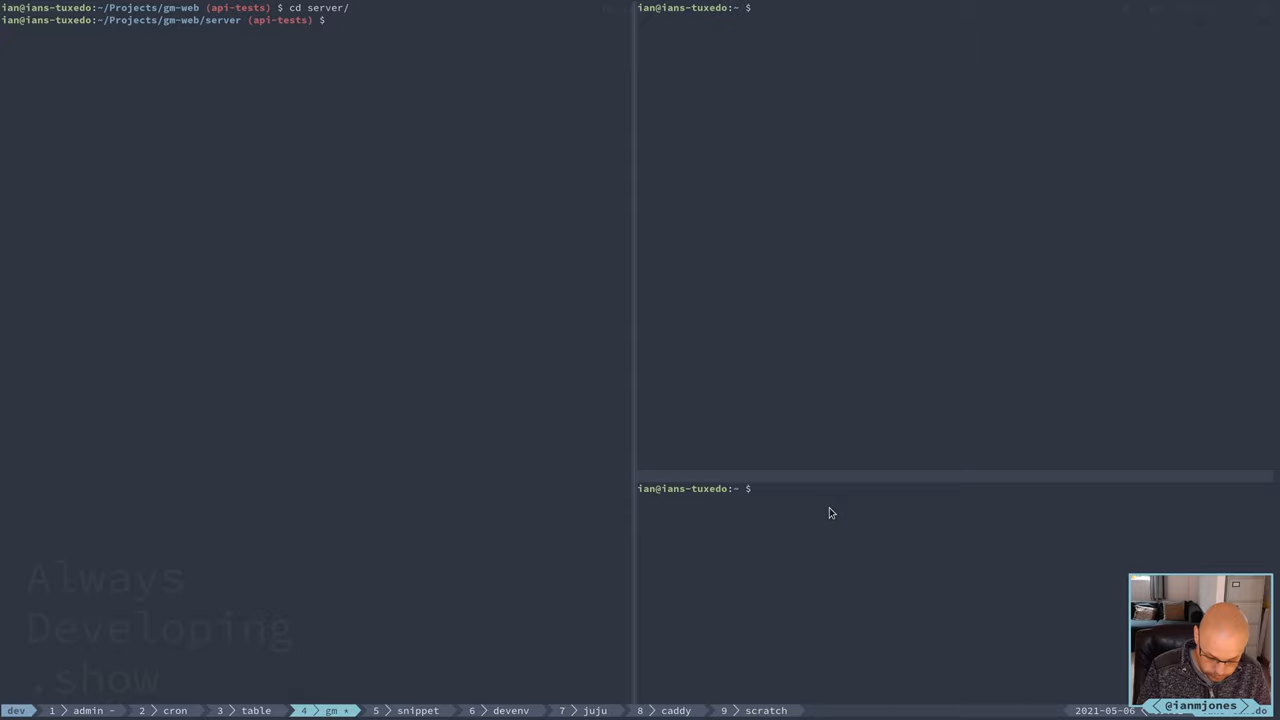 ian@ians-tuxedo:~/Projects/gm-web (api-tests) $ cd server/
ian@ians-tuxedo:~/Projects/gm-web/server (api-tests) $
ian@ians-tuxedo:~ $
ian@ians-tuxedo:~ $
Always
Developing
.show
@ianmjones
dev 1 admin - 2 cron 3 table 4 gm * 5 snippet 6 devenv 7 juju 8 caddy 9 scratch 2021-05-06